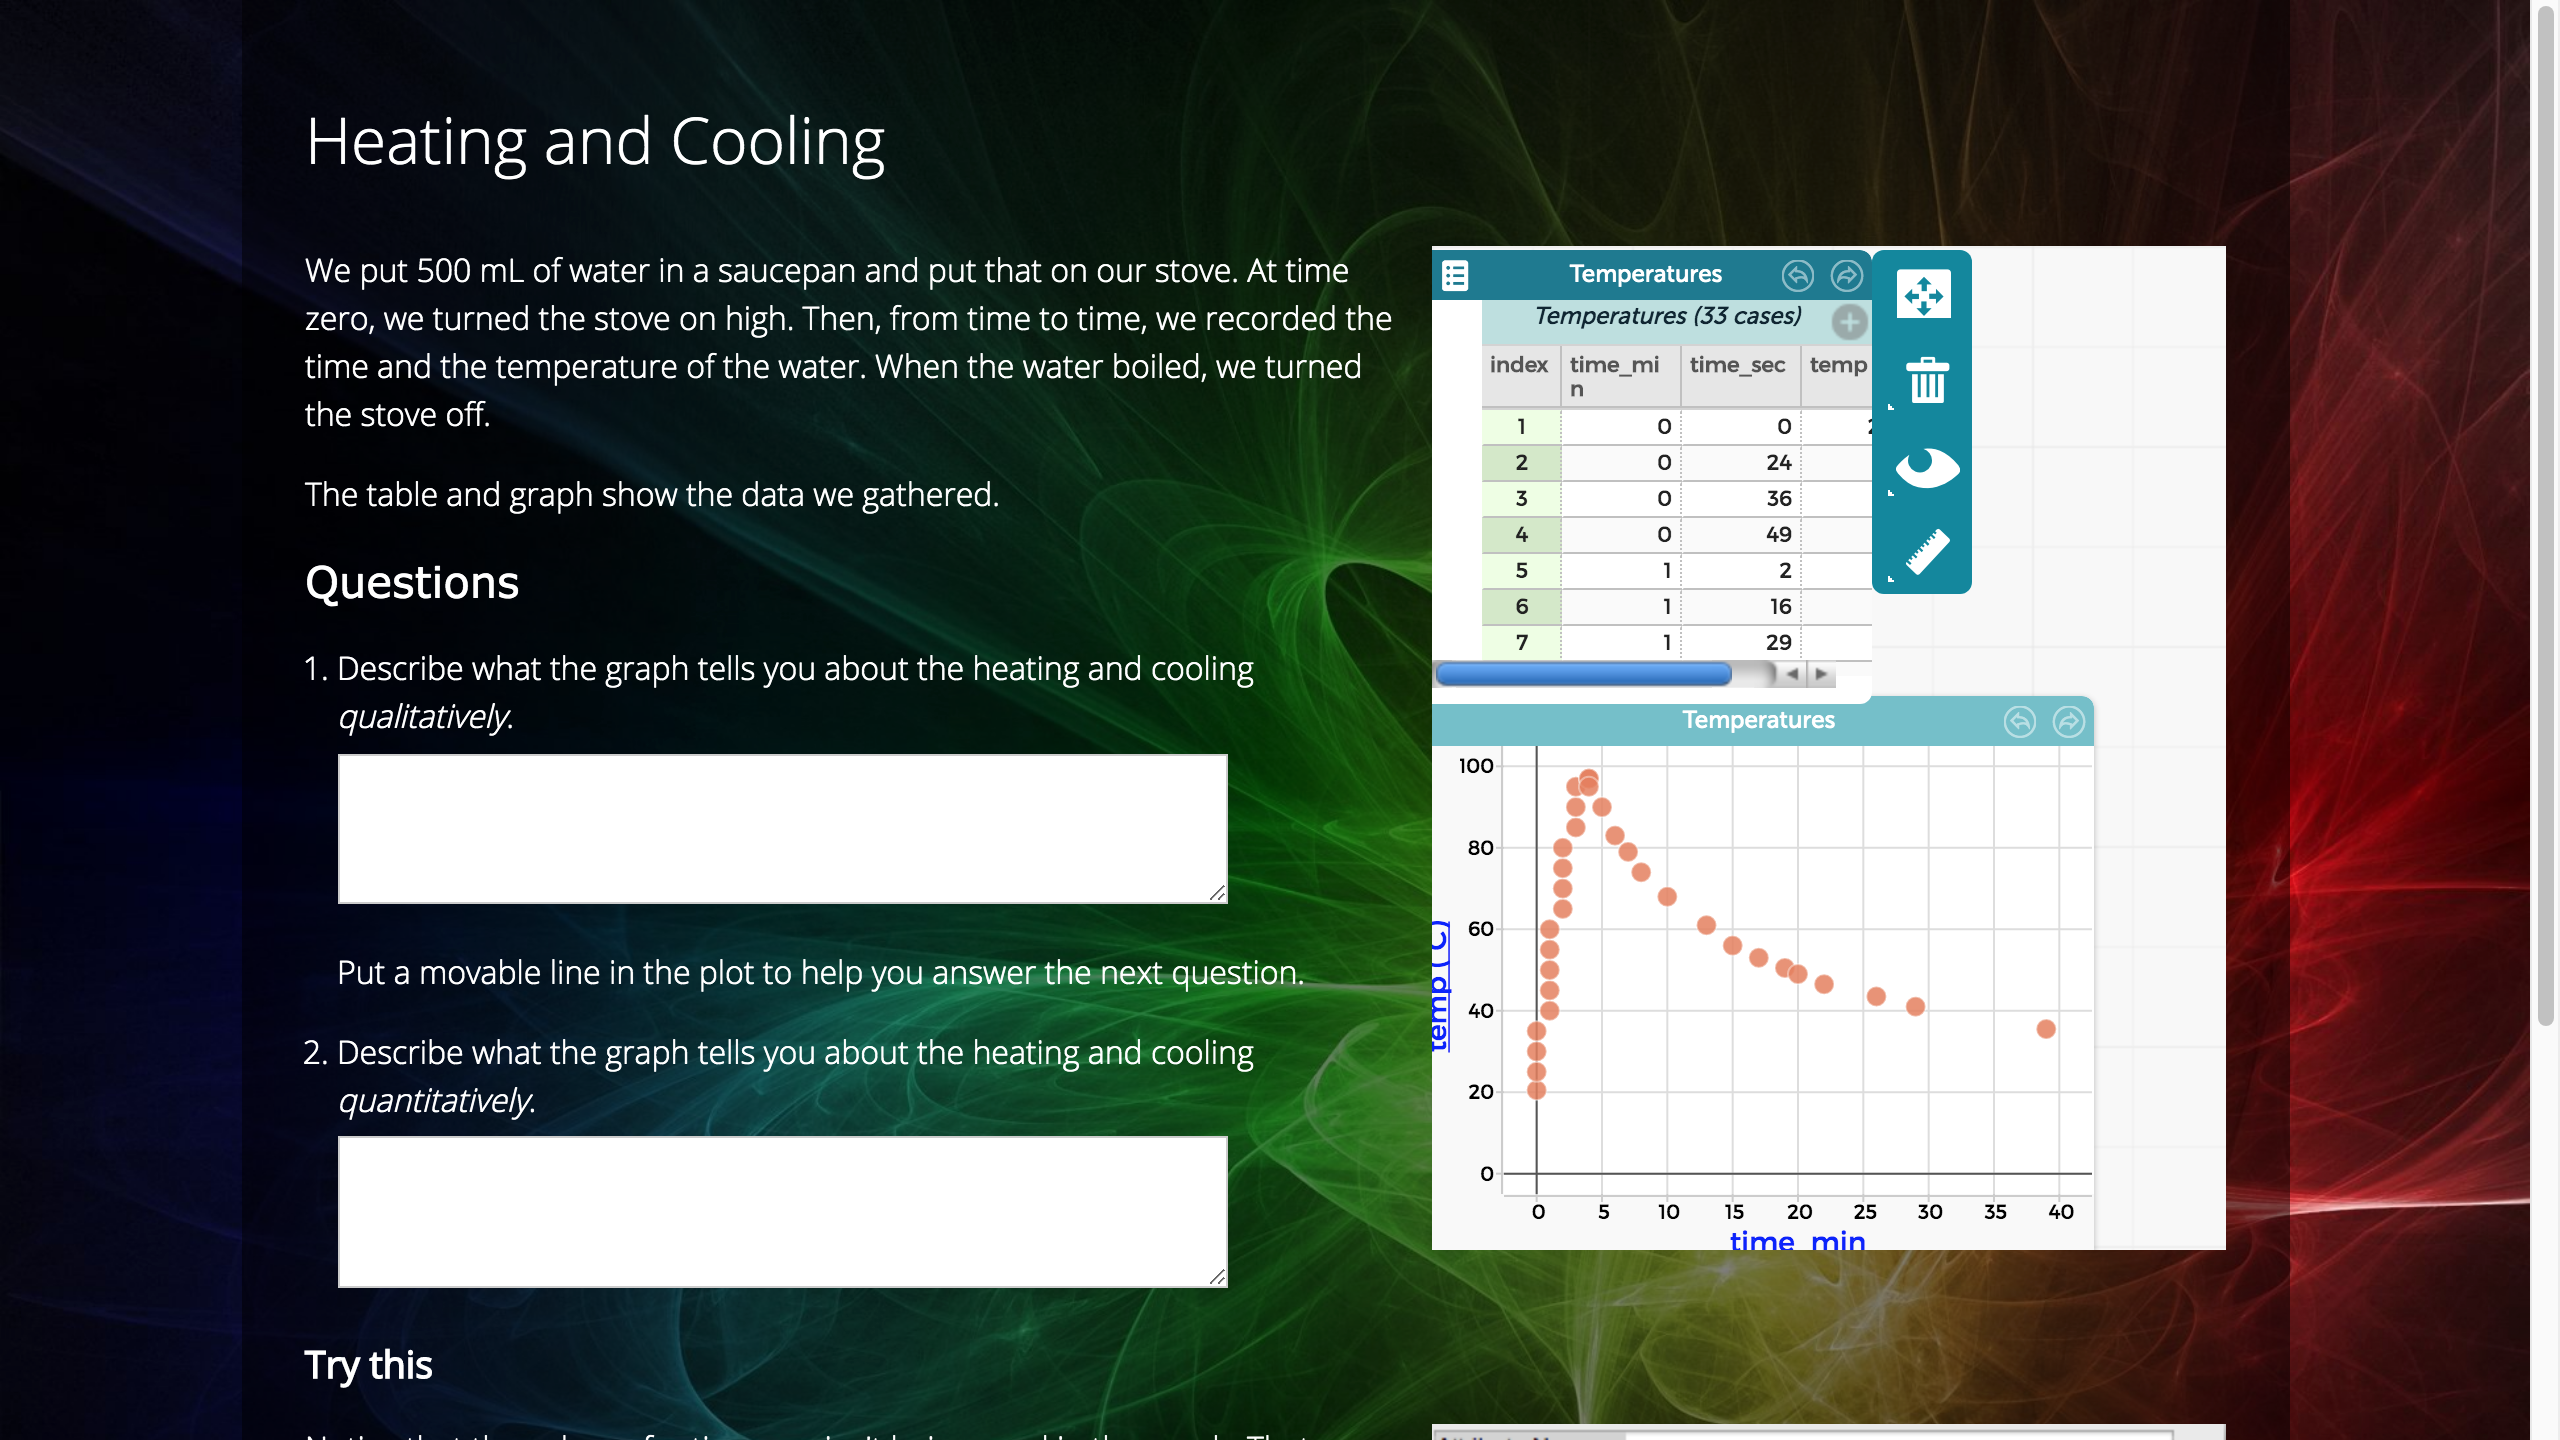 Heating and Cooling
We put 500 mL of water in a saucepan and put that on our stove. At time
zero, we turned the stove on high. Then, from time to time, we recorded the
time and the temperature of the water. When the water boiled, we turned
the stove off.
The table and graph show the data we gathered.
Questions
1. Describe what the graph tells you about the heating and cooling
qualitatively.
Put a movable line in the plot to help you answer the next question.
2. Describe what the graph tells you about the heating and cooling
quantitatively.
Try this
Temperatures
Temperatures (33 cases)
index time_mi time_sec temp
n
1 0 0
2 0 24
3 0 36
4 0 49
5 1 2
6 1 16
7 1 29
Temperatures
100
80
60
40
20
0
temp (C)
0 5 10 15 20 25 30 35 40
time_min